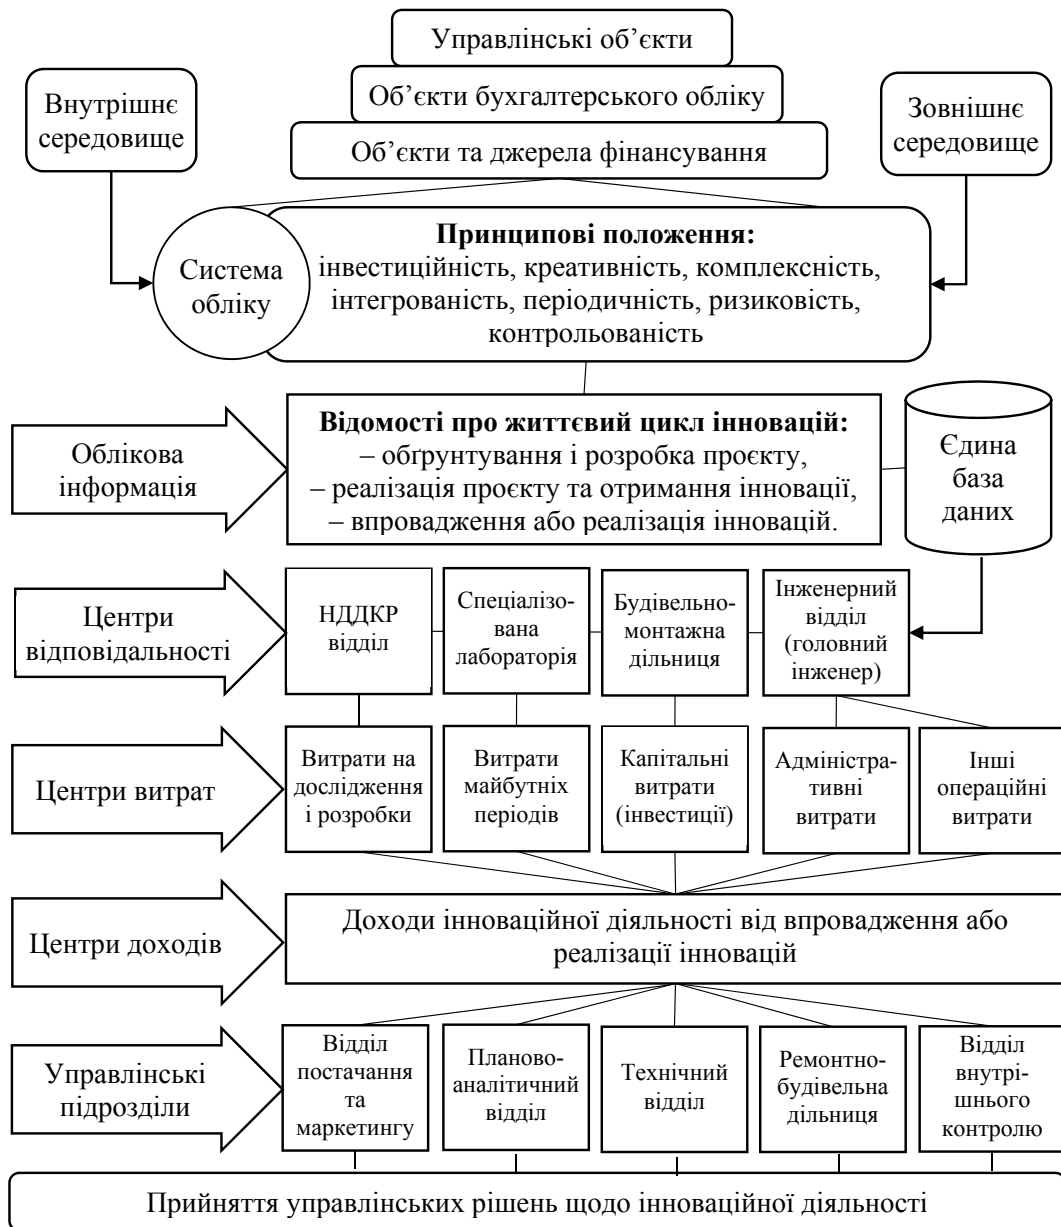 Управлінські об’єкти
Об’єкти бухгалтерського обліку
Об’єкти та джерела фінансування
Внутрішнє
середовище
Зовнішнє
середовище
Система
обліку
Принципові положення:
інвестиційність, креативність, комплексність,
інтегрованість, періодичність, ризиковість,
контрольованість
Облікова
інформація
Відомості про життєвий цикл інновацій:
– обґрунтування і розробка проєкту,
– реалізація проєкту та отримання інновації,
– впровадження або реалізація інновацій.
Єдина
база
даних
Центри
відповідальності
НДДКР
відділ
Спеціалізо-
вана
лабораторія
Будівельно-
монтажна
дільниця
Інженерний
відділ
(головний
інженер)
Центри витрат
Витрати на
дослідження
і розробки
Витрати
майбутніх
періодів
Капітальні
витрати
(інвестиції)
Адміністра-
тивні
витрати
Інші
операційні
витрати
Центри доходів
Доходи інноваційної діяльності від впровадження або
реалізації інновацій
Управлінські
підрозділи
Відділ
постачання
та
маркетингу
Планово-
аналітичний
відділ
Технічний
відділ
Ремонтно-
будівельна
дільниця
Відділ
внутрі-
шнього
контролю
Прийняття управлінських рішень щодо інноваційної діяльності